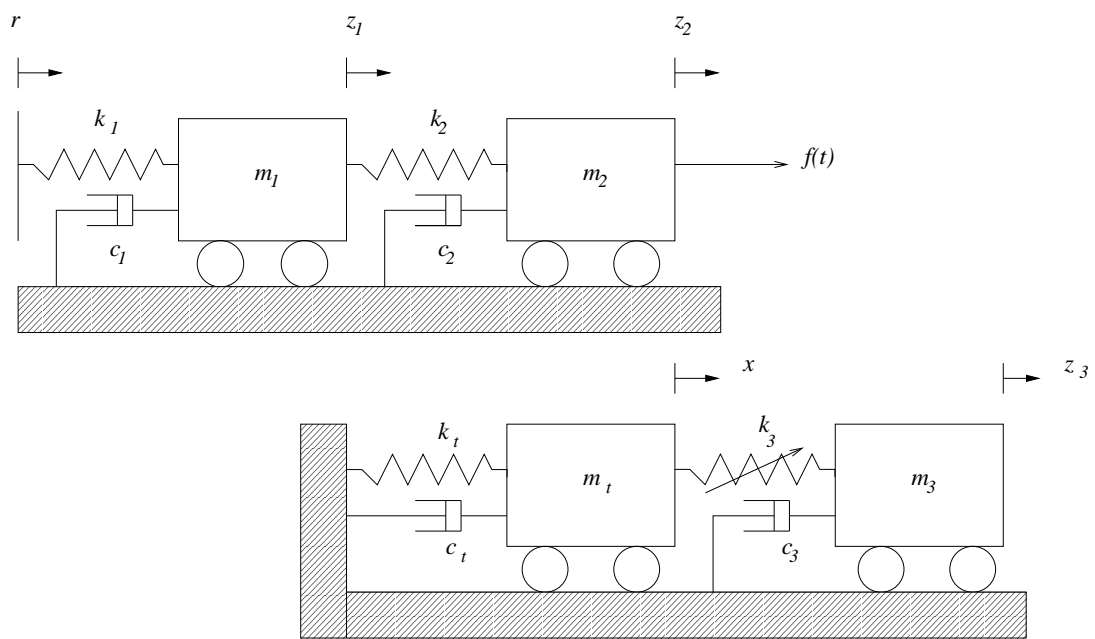 r z1 z2
k1 k2
m1 m2 f(t)
c1 c2
x z3
kt k3
mt m3
ct c3